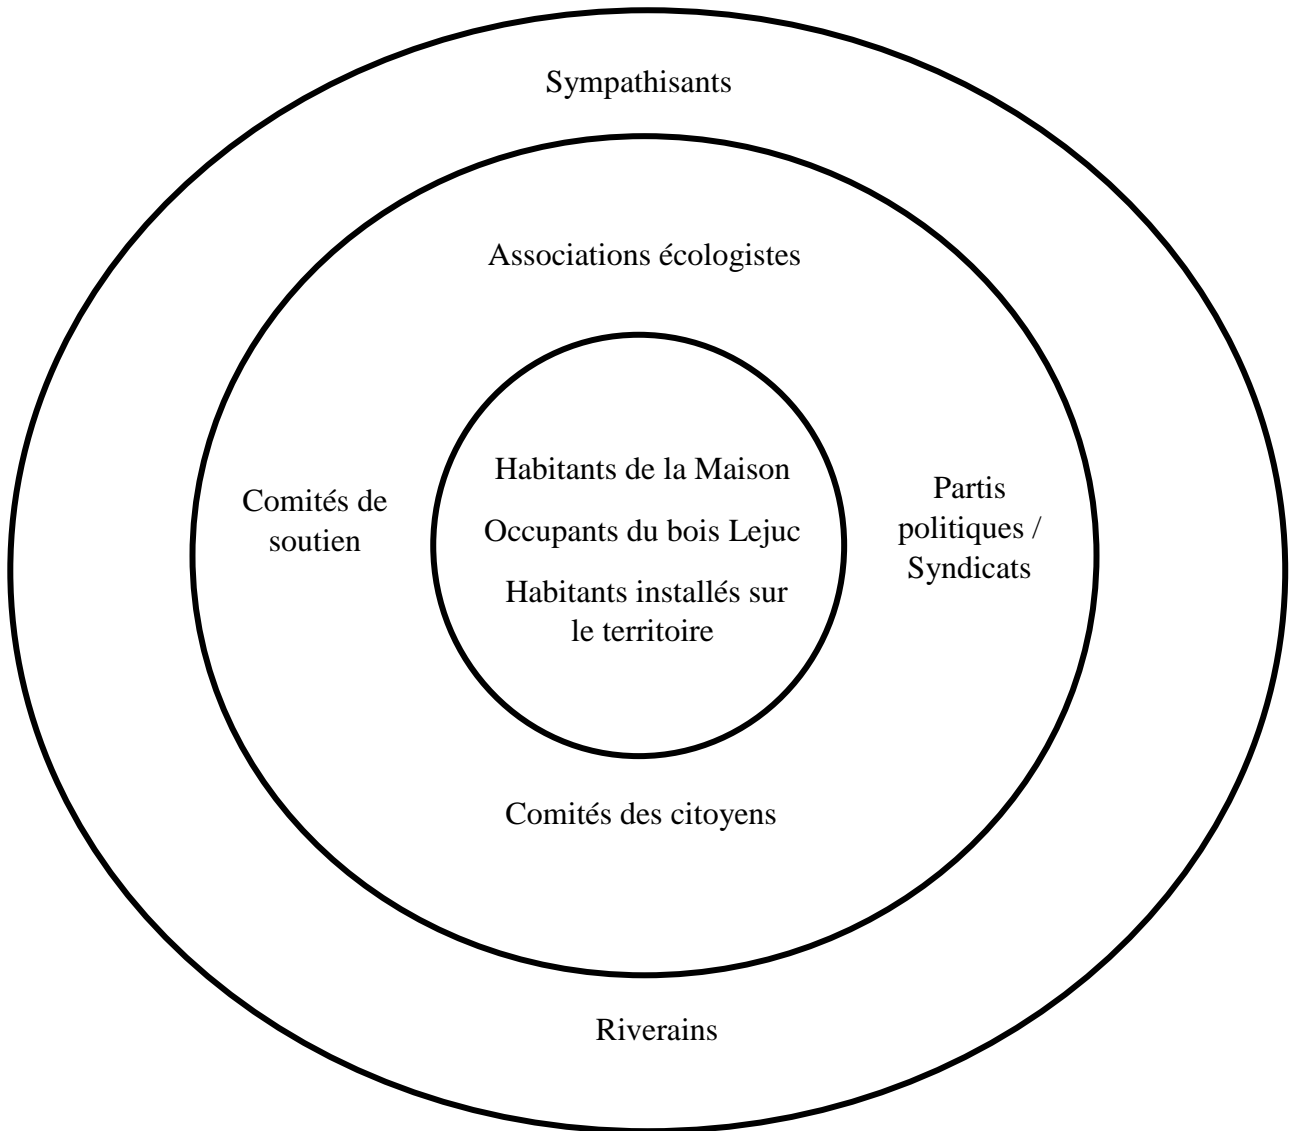 Sympathisants
Associations écologistes
Habitants de la Maison
Occupants du bois Lejuc
Habitants installés sur
le territoire
Comités de
soutien
Partis
politiques /
Syndicats
Comités des citoyens
Riverains